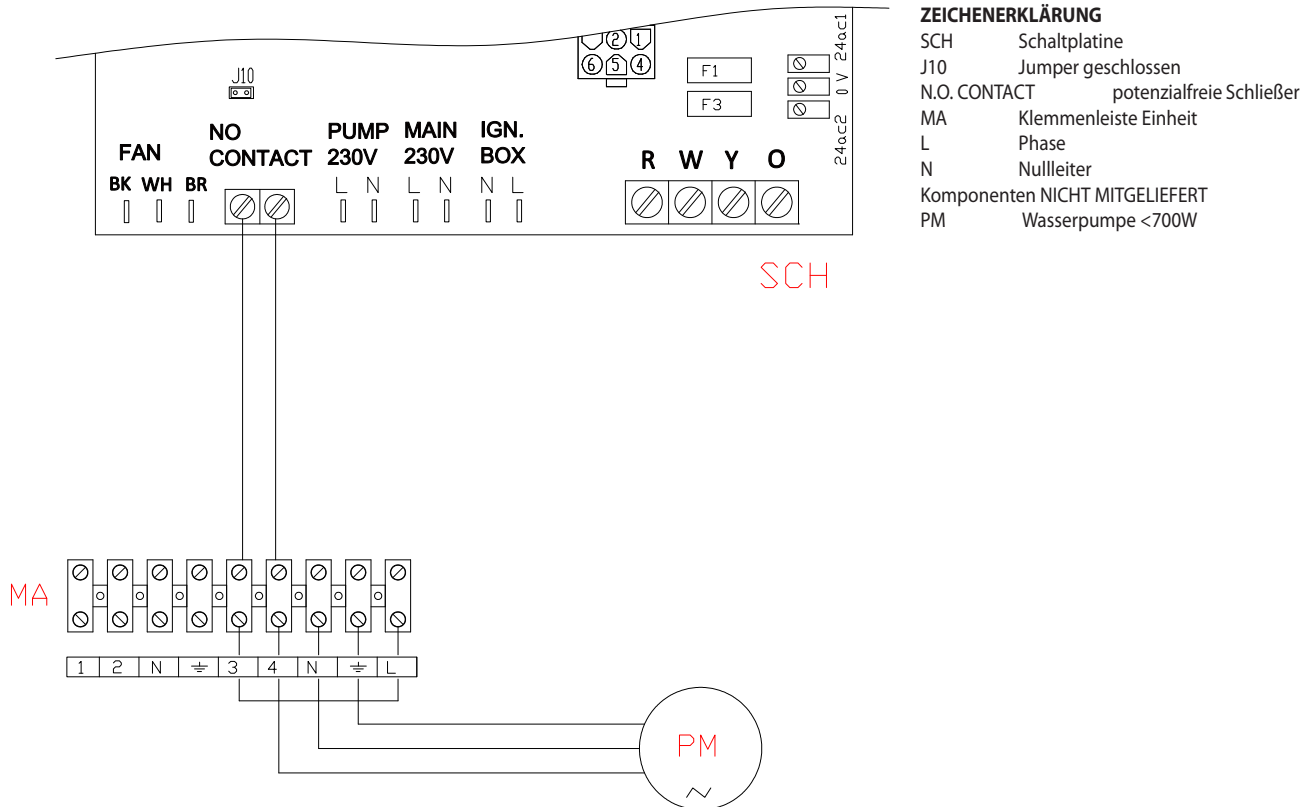 ZEICHENERKLÄRUNG
SCH Schaltplatine
J10 Jumper geschlossen
N.O. CONTACT potenzialfreie Schließer
MA Klemmenleiste Einheit
L Phase
N Nullleiter
Komponenten NICHT MITGELIEFERT
PM Wasserpumpe <700W
2 1
6 5 4
J10
F1
F3
24ac2 0 V 24ac1
FAN
BK WH BR
NO
CONTACT
PUMP
230V
L N
MAIN
230V
L N
IGN.
BOX
N L
R W Y O
SCH
MA
1 2 N 3 4 N L
PM